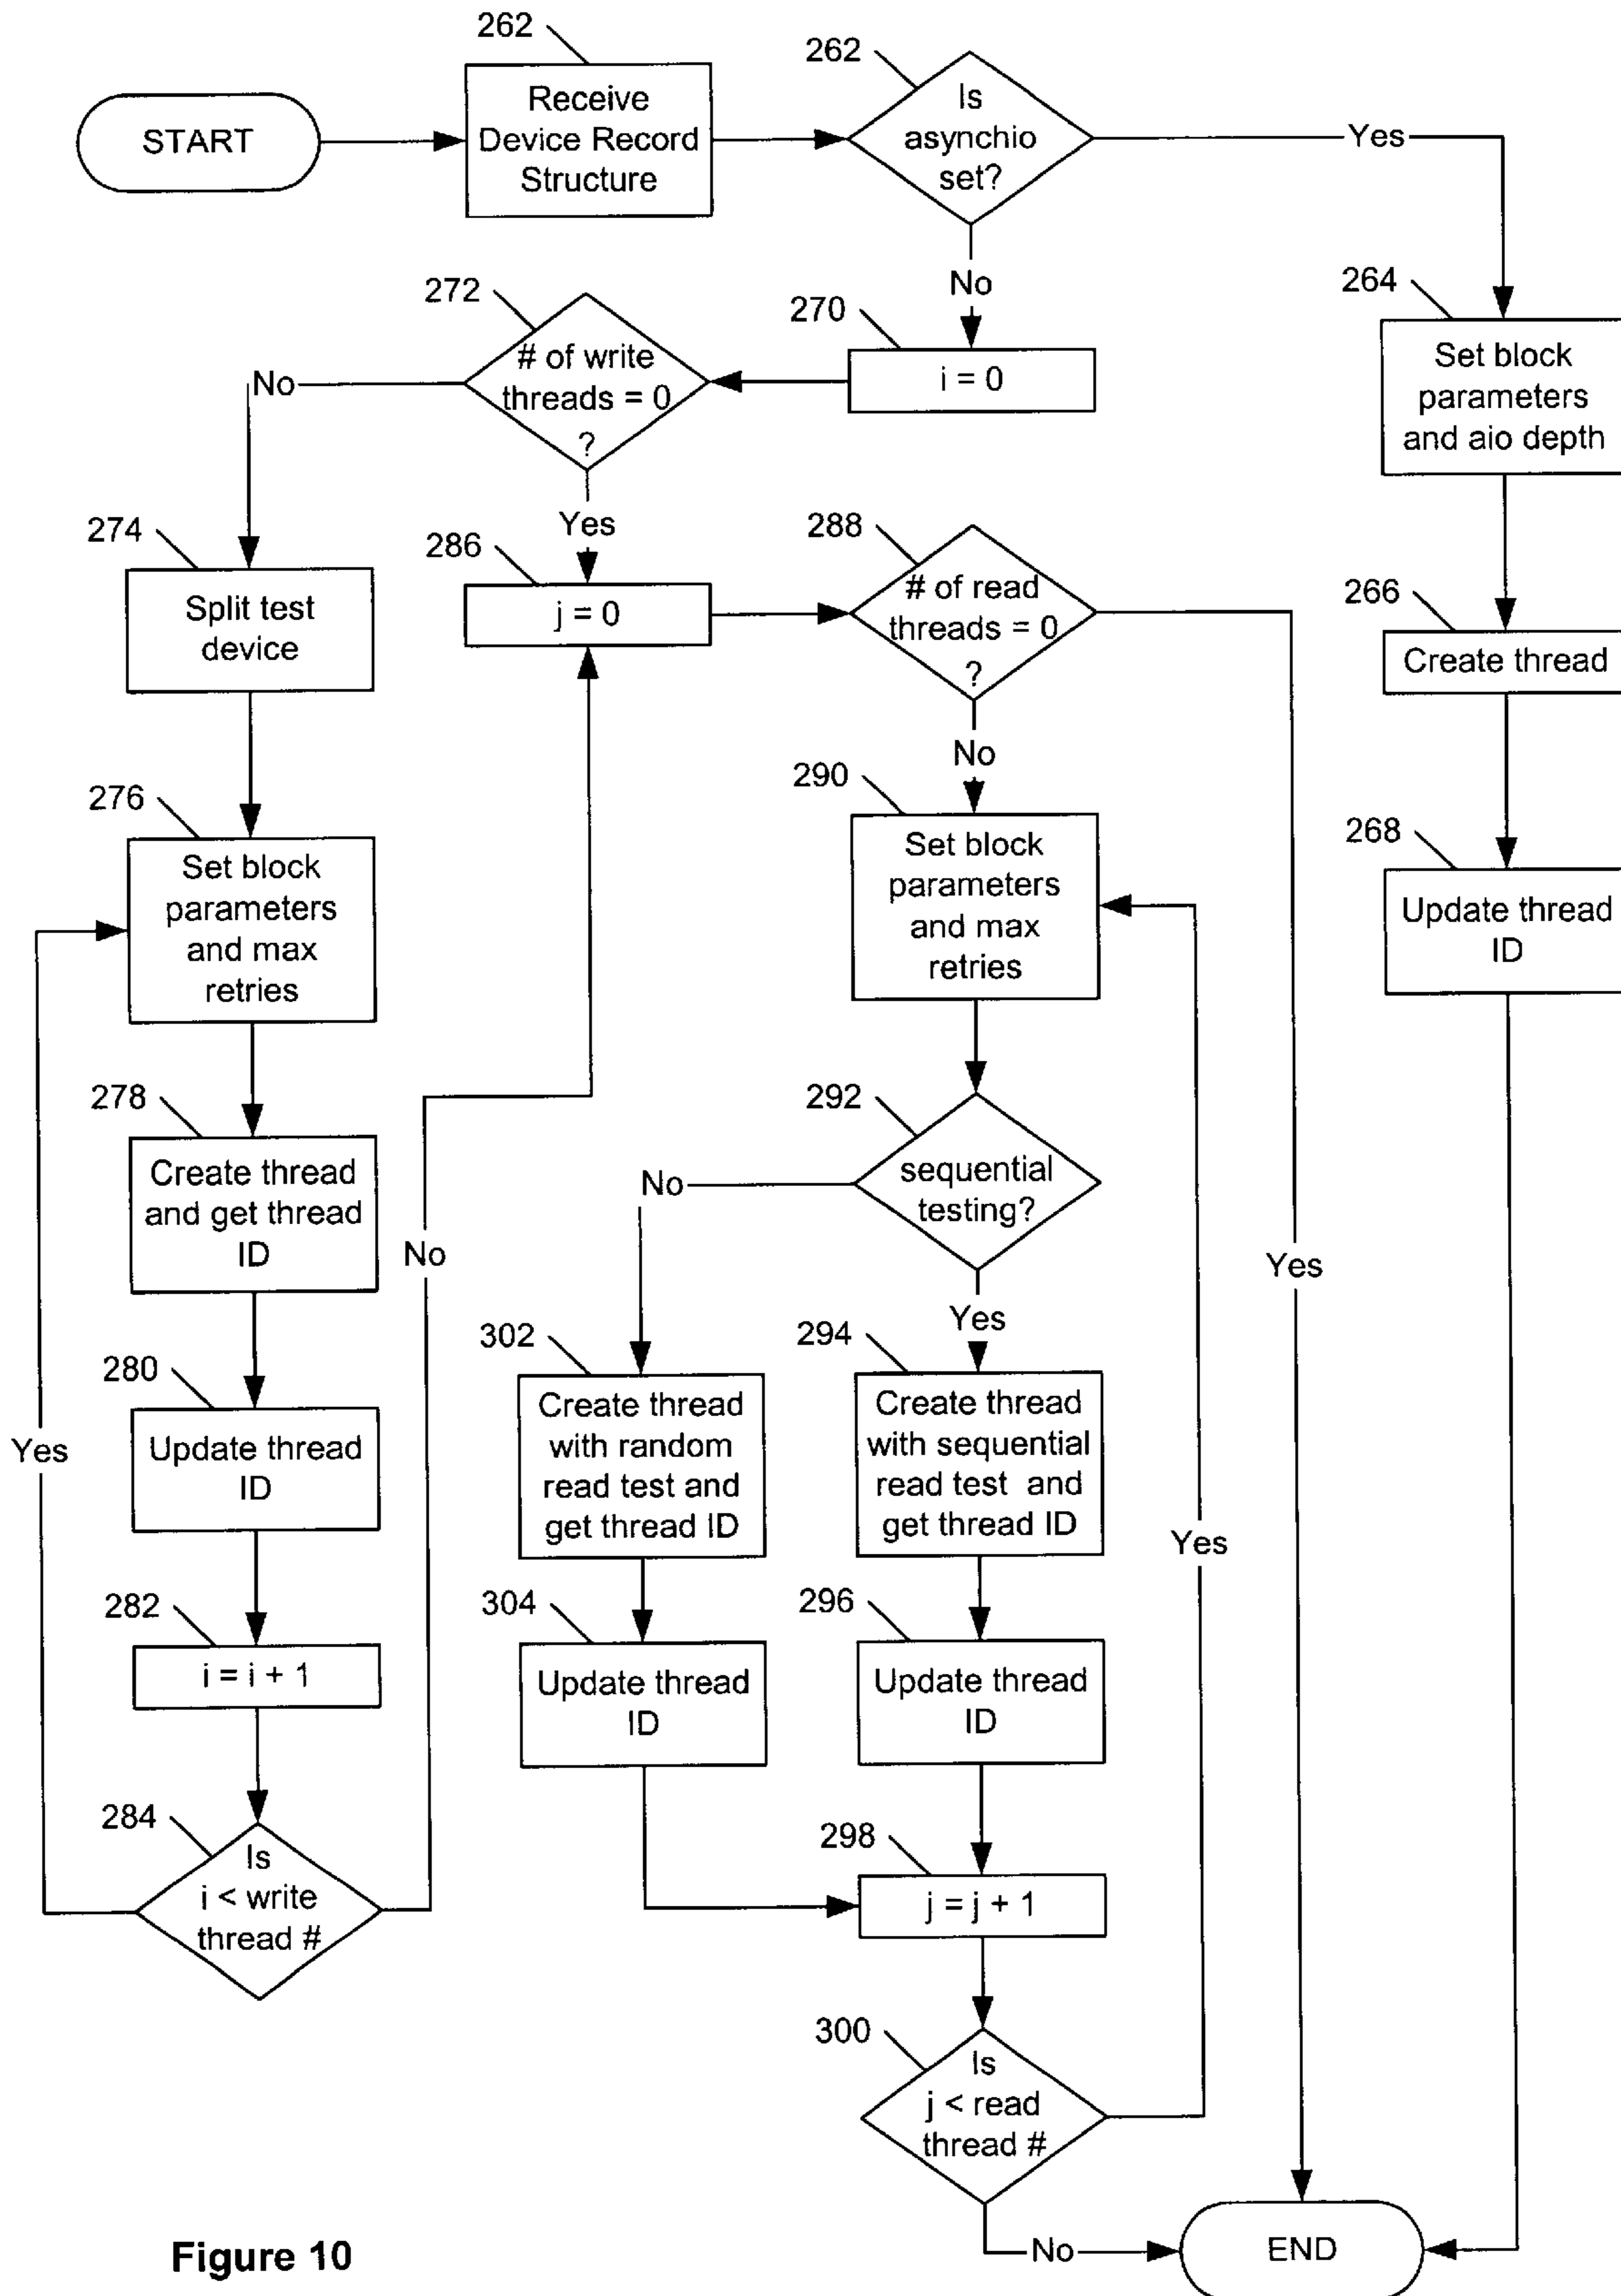 262
262
START
Receive
Device Record
Structure
Is
asynchio
set?
Yes
No
272
270
264
# of write
threads = 0
?
i = 0
No
Set block
parameters
and aio depth
Yes
274
286
288
266
Split test
device
j = 0
# of read
threads = 0
?
Create thread
No
276
290
268
Set block
parameters
and max
retries
Set block
parameters
and max
retries
Update thread
ID
278
292
Create thread
and get thread
ID
No
sequential
testing?
No
Yes
Yes
280
302
294
Update thread
ID
Create thread
with random
read test and
get thread ID
Create thread
with sequential
read test and
get thread ID
Yes
Yes
282
304
296
i = i + 1
Update thread
ID
Update thread
ID
284
298
Is
i < write
thread #
j = j + 1
300
Is
j < read
thread #
No
END
Figure 10